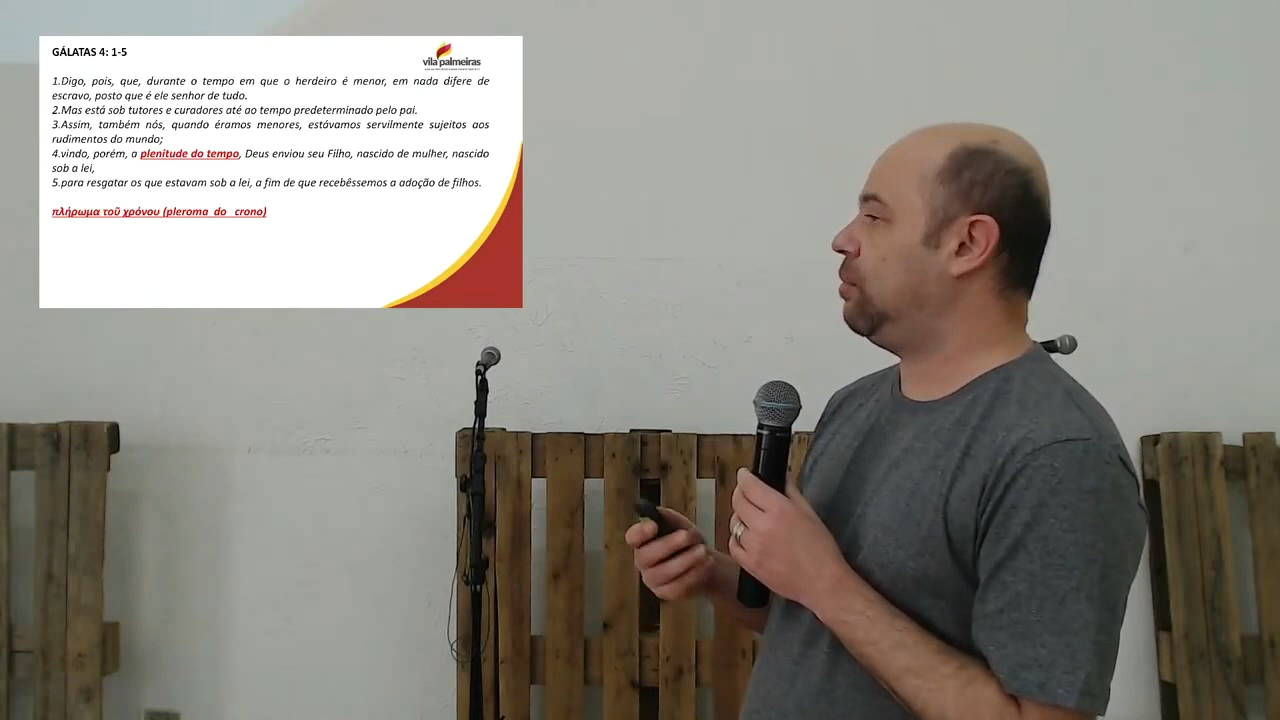 GÁLATAS 4: 1-5
vila palmeiras
1.Digo, pois, que, durante o tempo em que o herdeiro é menor, em nada difere de
escravo, posto que é ele senhor de tudo.
2.Mas está sob tutores e curadores até ao tempo predeterminado pelo pai.
3.Assim, também nós, quando éramos menores, estávamos servilmente sujeitos aos
rudimentos do mundo;
4.vindo, porém, a plenitude do tempo, Deus enviou seu Filho, nascido de mulher, nascido
sob a lei,
5.para resgatar os que estavam sob a lei, a fim de que recebêssemos a adoção de filhos.
πλήρωμα τοῦ χρόνου (pleroma do crono)